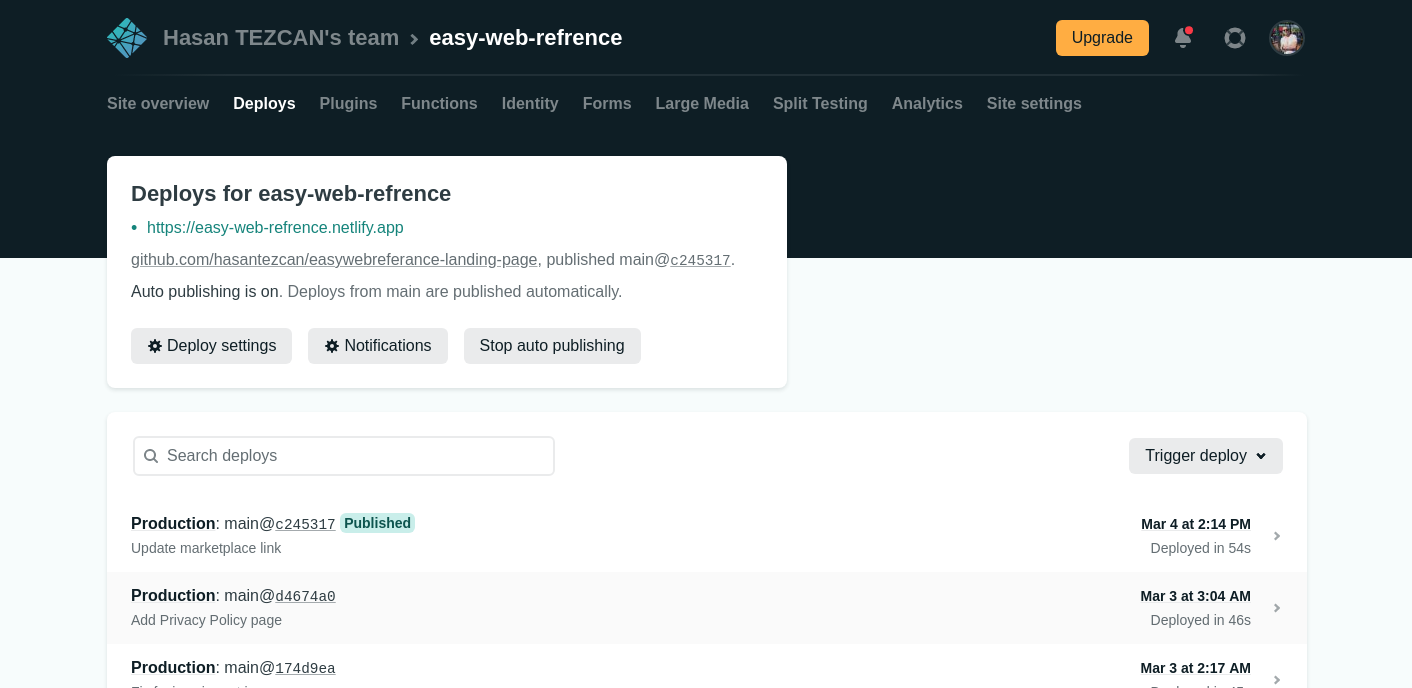 Hasan TEZCAN's team
easy-web-refrence
Upgrade
Site overview Deploys Plugins Functions Identity Forms Large Media Split Testing Analytics Site settings
Deploys for easy-web-refrence
• https://easy-web-refrence.netlify.app
github.com/hasantezcan/easywebreferance-landing-page, published main@c245317.
Auto publishing is on. Deploys from main are published automatically.
Deploy settings Notifications Stop auto publishing
Search deploys Trigger deploy
Production: main@c245317 Published Mar 4 at 2:14 PM
Update marketplace link Deployed in 54s
Production: main@d4674a0 Mar 3 at 3:04 AM
Add Privacy Policy page Deployed in 46s
Production: main@174d9ea Mar 3 at 2:17 AM